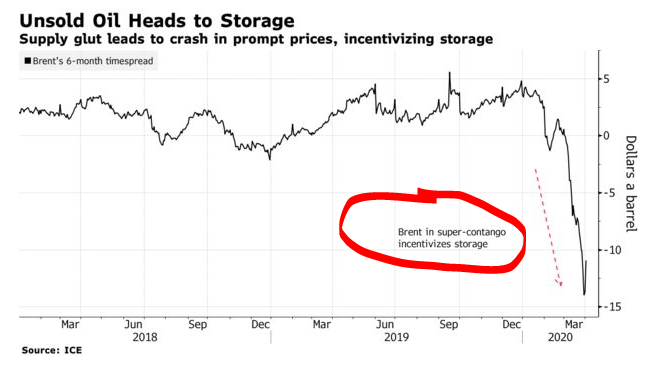 Unsold Oil Heads to Storage
Supply glut leads to crash in prompt prices, incentivizing storage
Brent's 6-month timespread
5
0
-5
-10
-15
Dollars a barrel
Brent in super-contango
incentivizes storage
Mar Jun Sep Dec Mar Jun Sep Dec Mar
2018 2019 2020
Source: ICE